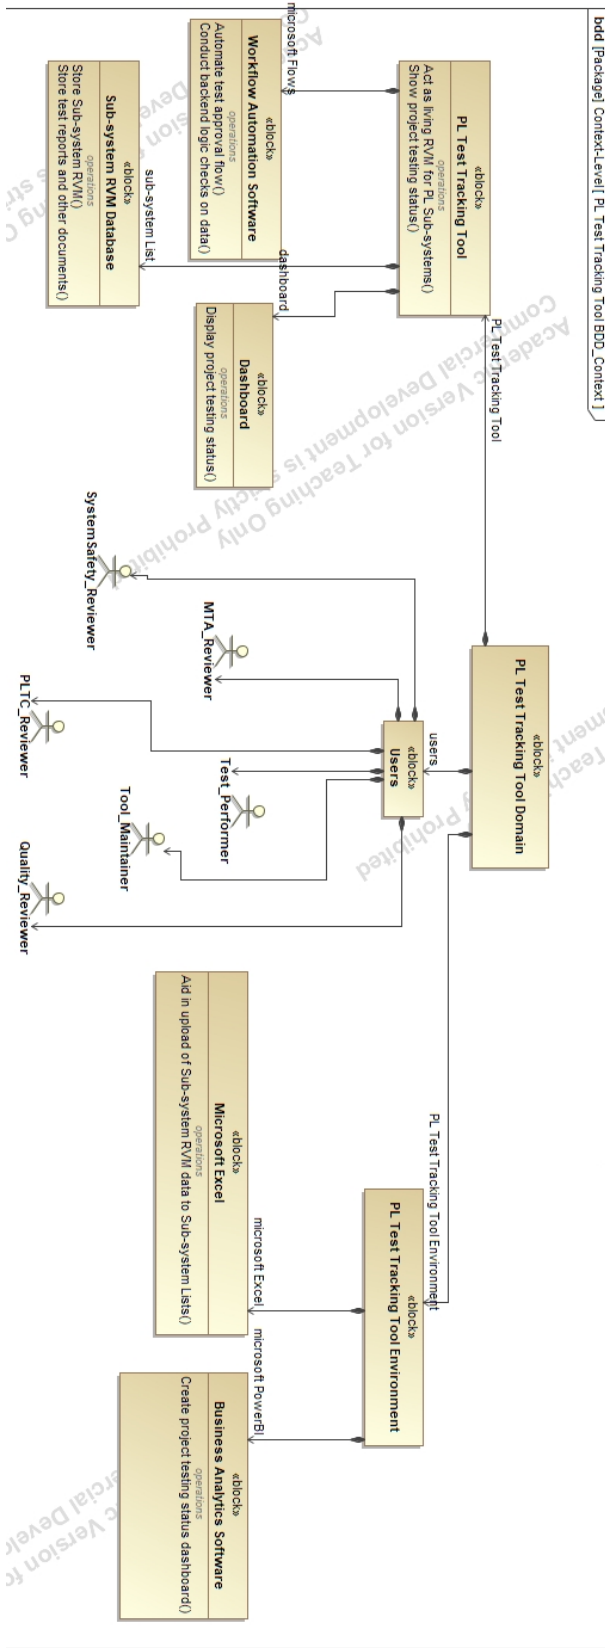 bdd [Package] Context-Level[ PL Test Tracking Tool BDD_Context ]
«block»
PL Test Tracking Tool Domain
PL Test Tracking Tool
users
PL Test Tracking Tool Environment
«block»
PL Test Tracking Tool
operations
Act as living RVM for PL Sub-systems()
Show project testing status()
«block»
Users
«block»
PL Test Tracking Tool Environment
microsoft Flows
sub-system List
dashboard
microsoft Excel
microsoft PowerBI
«block»
Workflow Automation Software
operations
Automate test approval flow()
Conduct backend logic checks on data()
«block»
Sub-system RVM Database
operations
Store Sub-system RVM()
Store test reports and other documents()
«block»
Dashboard
operations
Display project testing status()
SystemSafety_Reviewer
MTA_Reviewer
PLTC_Reviewer
Test_Performer
Tool_Maintainer
Quality_Reviewer
«block»
Microsoft Excel
operations
Aid in upload of Sub-system RVM data to Sub-system Lists()
«block»
Business Analytics Software
operations
Create project testing status dashboard()
Academic Version for Teaching Only
Commercial Development is strictly Prohibited